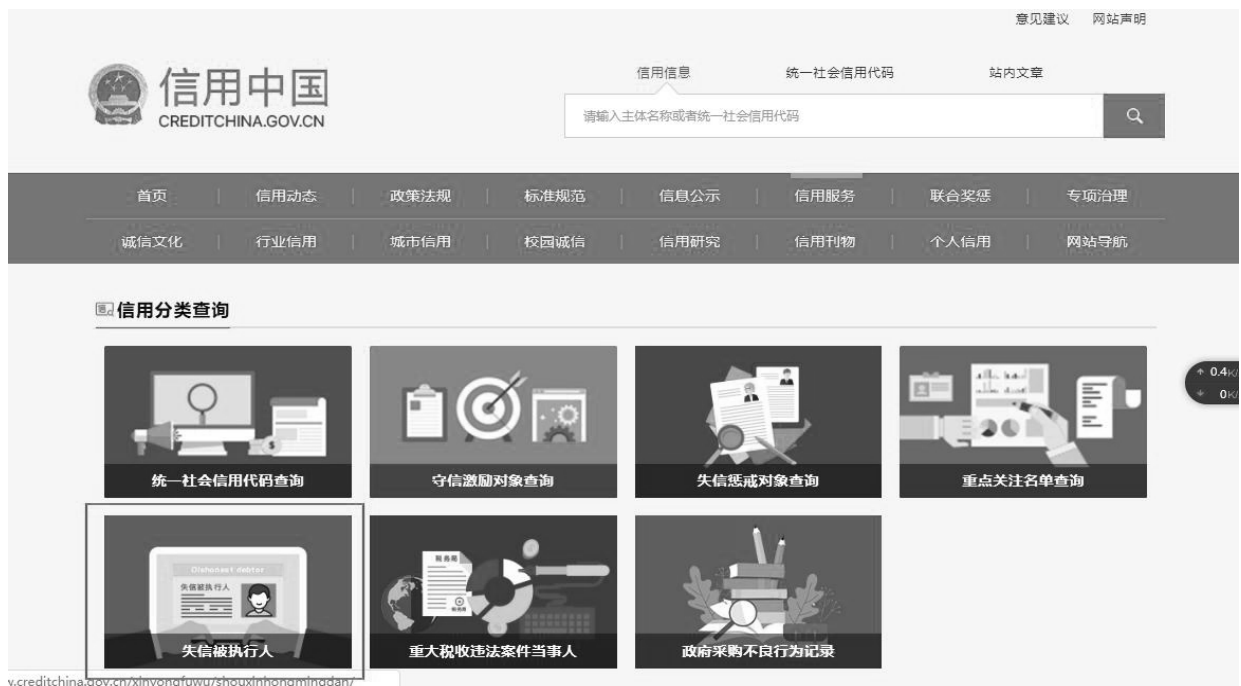 意见建议 网站声明
信用中国
CREDITCHINA.GOV.CN
信用信息 统一社会信用代码 站内文章
请输入主体名称或者统一社会信用代码
首页 信用动态 政策法规 标准规范 信息公示 信用服务 联合奖惩 专项治理
诚信文化 行业信用 城市信用 校园诚信 信用研究 信用刊物 个人信用 网站导航
信用分类查询
↑ 0.4K/
↓ 0K/
统一社会信用代码查询 守信激励对象查询 失信惩戒对象查询 重点关注名单查询
Dishonest debtor
失信被执行人
税务局
失信被执行人 重大税收违法案件当事人 政府采购不良行为记录
v.creditchina.gov.cn/xinyongfuwu/shouxinhongmingdan/